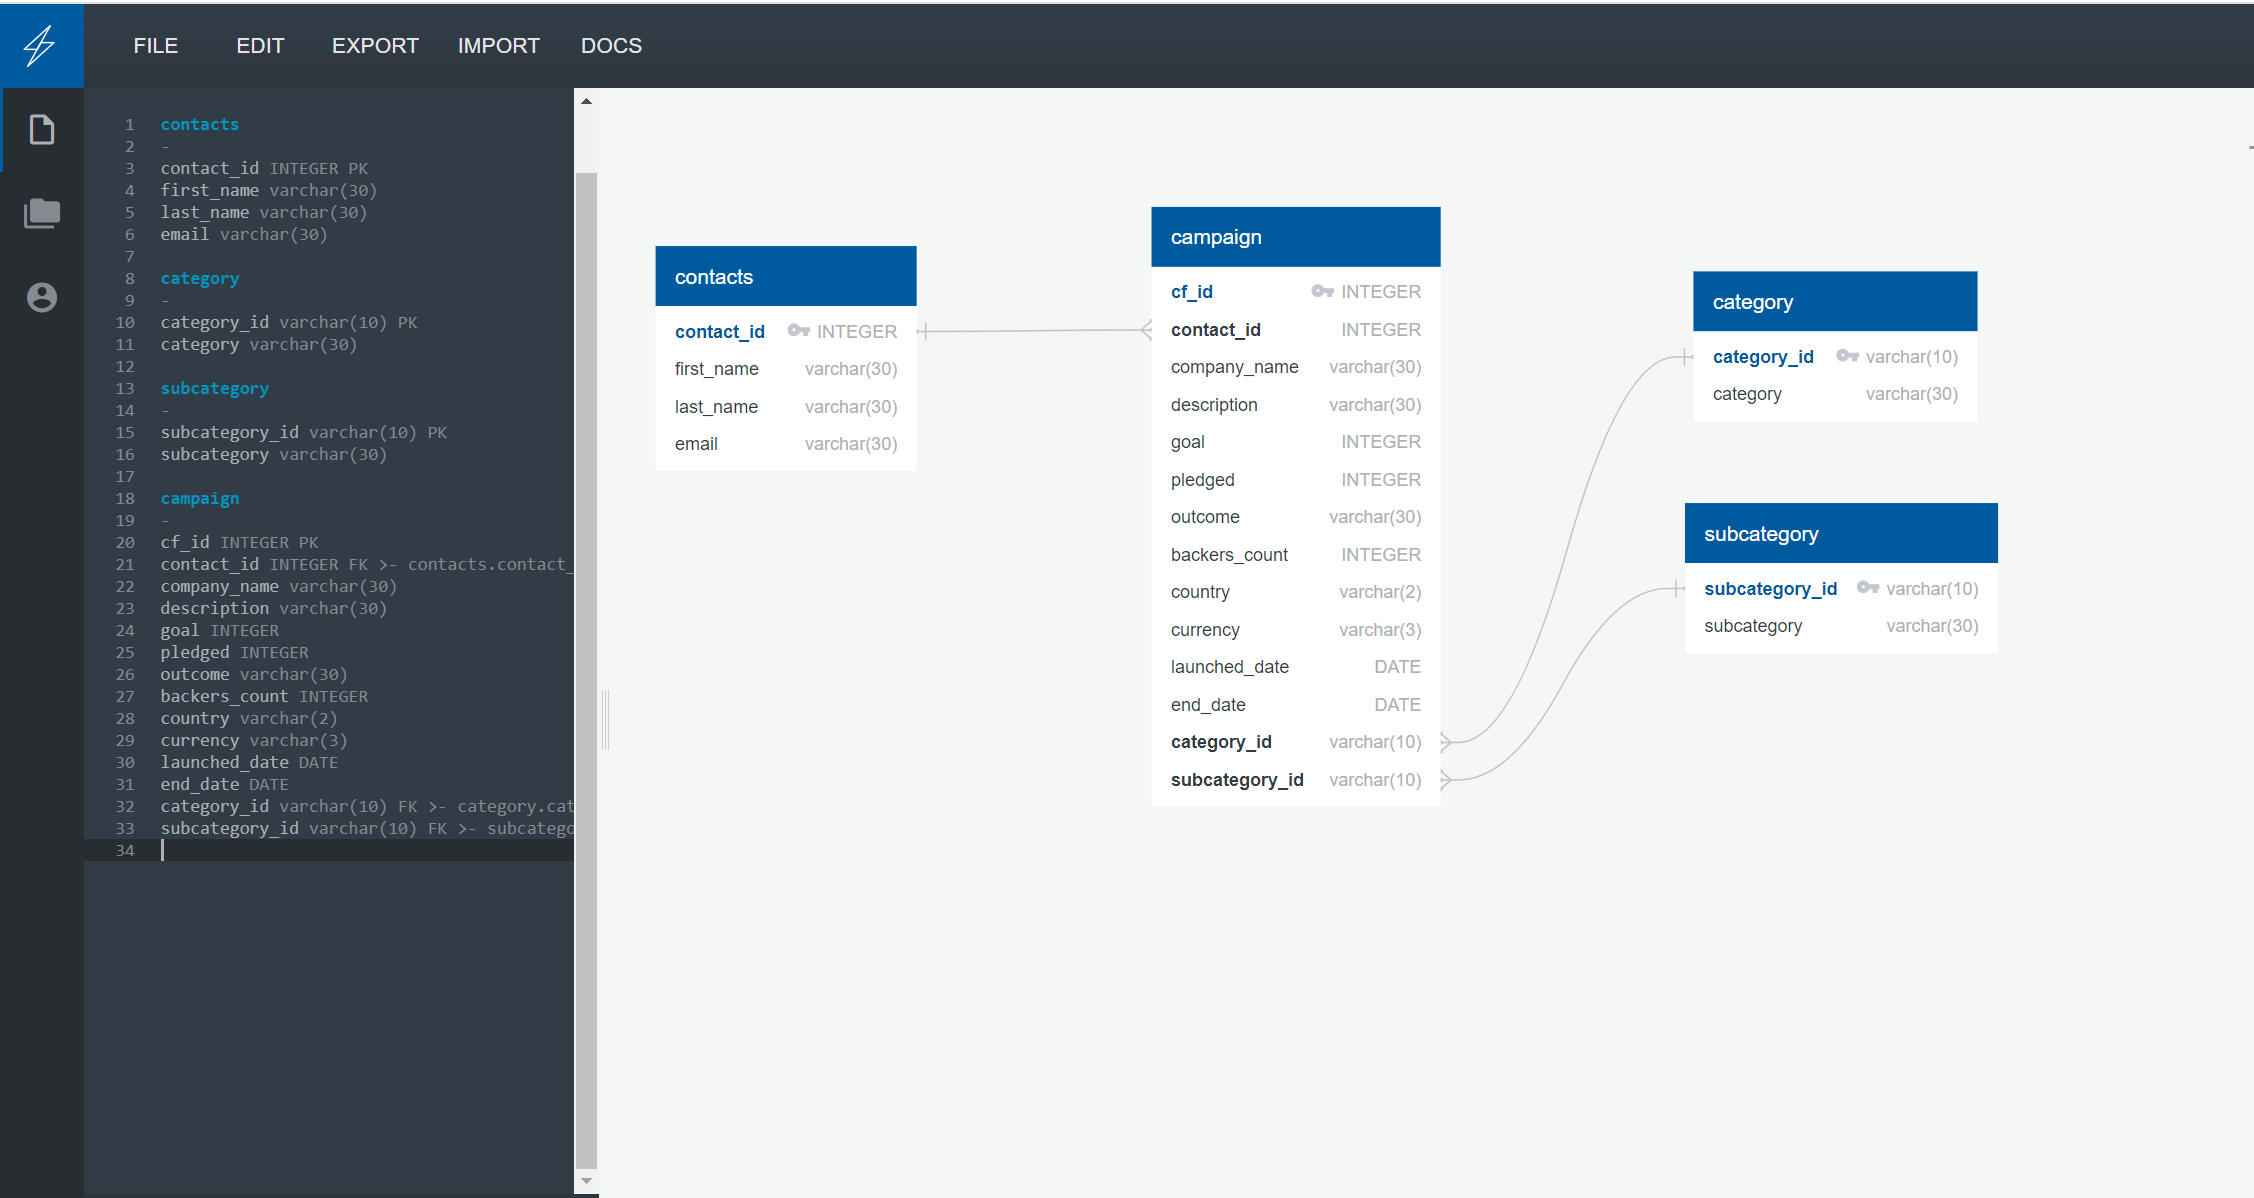 FILE EDIT EXPORT IMPORT DOCS
1 contacts
2 -
3 contact_id INTEGER PK
4 first_name varchar(30)
5 last_name varchar(30)
6 email varchar(30)
7
8 category
9 -
10 category_id varchar(10) PK
11 category varchar(30)
12
13 subcategory
14 -
15 subcategory_id varchar(10) PK
16 subcategory varchar(30)
17
18 campaign
19 -
20 cf_id INTEGER PK
21 contact_id INTEGER FK >- contacts.contact_
22 company_name varchar(30)
23 description varchar(30)
24 goal INTEGER
25 pledged INTEGER
26 outcome varchar(30)
27 backers_count INTEGER
28 country varchar(2)
29 currency varchar(3)
30 launched_date DATE
31 end_date DATE
32 category_id varchar(10) FK >- category.cat
33 subcategory_id varchar(10) FK >- subcatego
34
contacts
contact_id INTEGER
first_name varchar(30)
last_name varchar(30)
email varchar(30)
campaign
cf_id INTEGER
contact_id INTEGER
company_name varchar(30)
description varchar(30)
goal INTEGER
pledged INTEGER
outcome varchar(30)
backers_count INTEGER
country varchar(2)
currency varchar(3)
launched_date DATE
end_date DATE
category_id varchar(10)
subcategory_id varchar(10)
category
category_id varchar(10)
category varchar(30)
subcategory
subcategory_id varchar(10)
subcategory varchar(30)